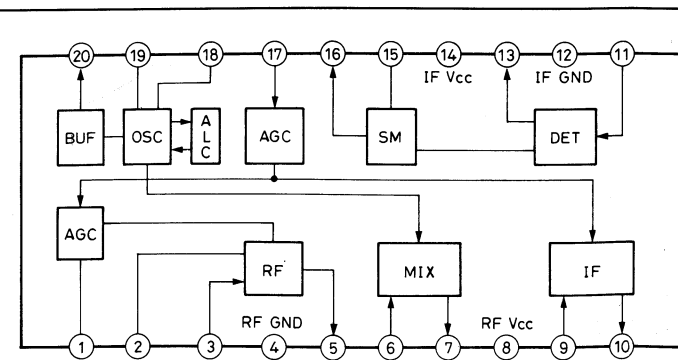 20 19 18 17 16 15 14 13 12 11
IF Vcc IF GND
BUF OSC ALC AGC SM DET
AGC
RF MIX IF
RF GND RF Vcc
1 2 3 4 5 6 7 8 9 10